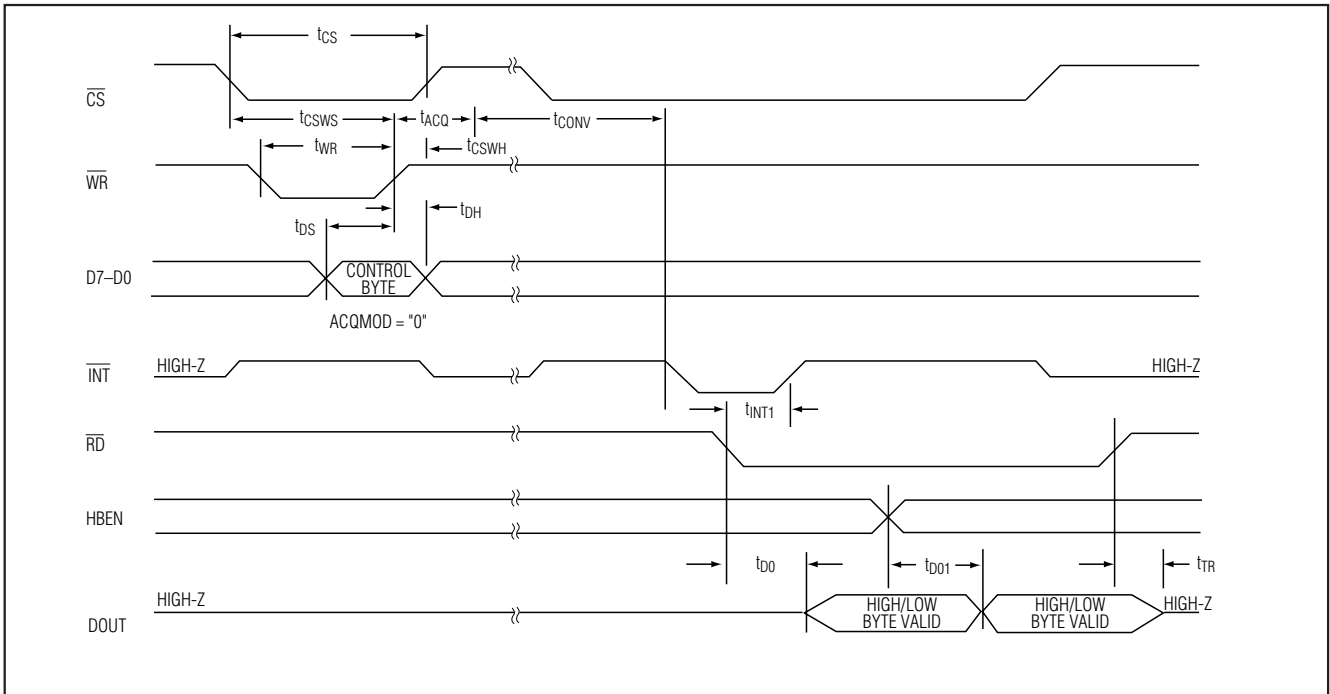 tCS
CS
tCSWS
tACQ
tCONV
tWR
tCSWH
WR
tDH
tDS
D7–D0
CONTROL
BYTE
ACQMOD = "0"
INT
HIGH-Z
HIGH-Z
tINT1
RD
HBEN
tD0
tD01
tTR
HIGH-Z
HIGH/LOW
BYTE VALID
HIGH/LOW
BYTE VALID
HIGH-Z
DOUT